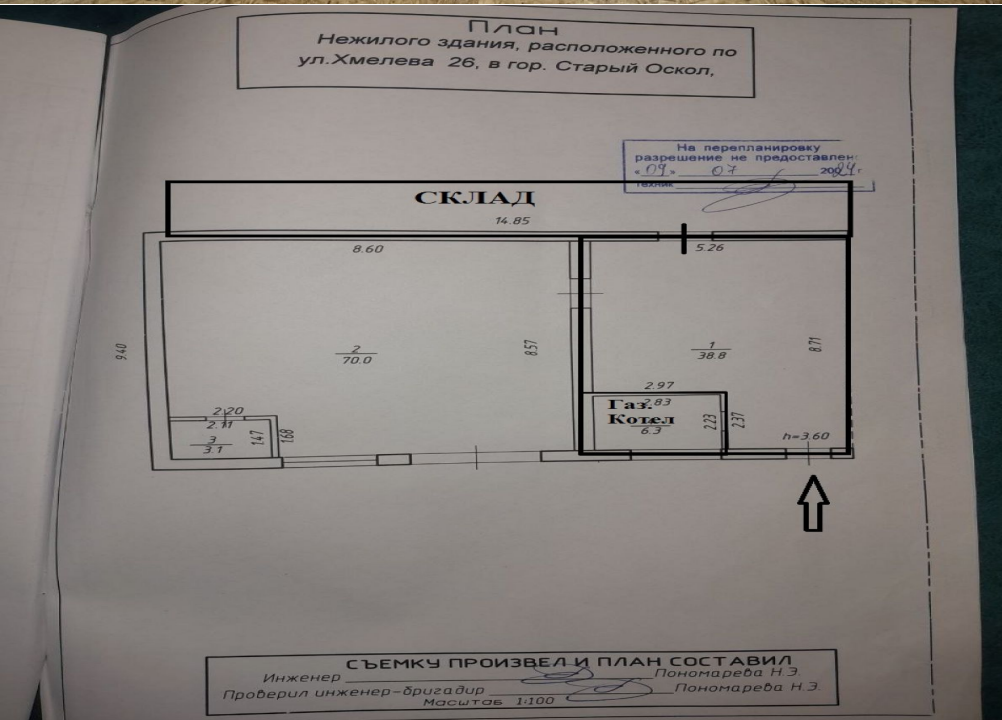 План
Нежилого здания, расположенного по
ул.Хмелева 26, в гор. Старый Оскол,
На перепланировку
разрешение не предоставлен
«09» 07 2024 г
техник
СКЛАД
14.85
8.60
5.26
9.40
2
70.0
8.57
1
38.8
8.71
2.97
2.83
Газ.
Котел
6.3
2.23
2.37
2.20
2.11
3
3.1
1.47
1.68
h=3.60
СЪЕМКУ ПРОИЗВЕЛ И ПЛАН СОСТАВИЛ
Инженер Пономарева Н.Э.
Проверил инженер-бригадир Пономарева Н.Э.
Масштаб 1:100